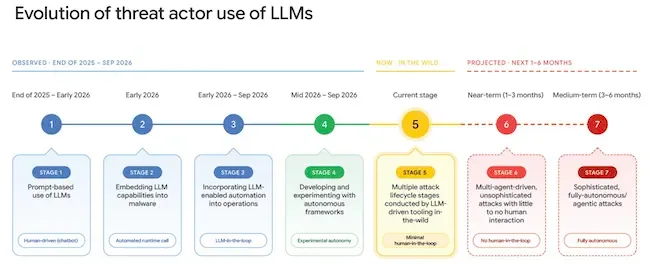 Evolution of threat actor use of LLMs
OBSERVED · END OF 2025 – SEP 2026
NOW · IN THE WILD
PROJECTED · NEXT 1–6 MONTHS
End of 2025 – Early 2026
Early 2026
Early 2026 – Sep 2026
Mid 2026 – Sep 2026
Current stage
Near-term (1–3 months)
Medium-term (3–6 months)
1
2
3
4
5
6
7
STAGE 1
Prompt-based
use of LLMs
Human-driven (chatbot)
STAGE 2
Embedding LLM
capabilities into
malware
Automated runtime call
STAGE 3
Incorporating LLM-
enabled automation
into operations
LLM-in-the-loop
STAGE 4
Developing and
experimenting with
autonomous
frameworks
Experimental autonomy
STAGE 5
Multiple attack
lifecycle stages
conducted by LLM-
driven tooling in-
the-wild
Minimal
human-in-the-loop
STAGE 6
Multi-agent-driven,
unsophisticated
attacks with little
to no human
interaction
No human-in-the-loop
STAGE 7
Sophisticated,
fully-autonomous/
agentic attacks
Fully autonomous